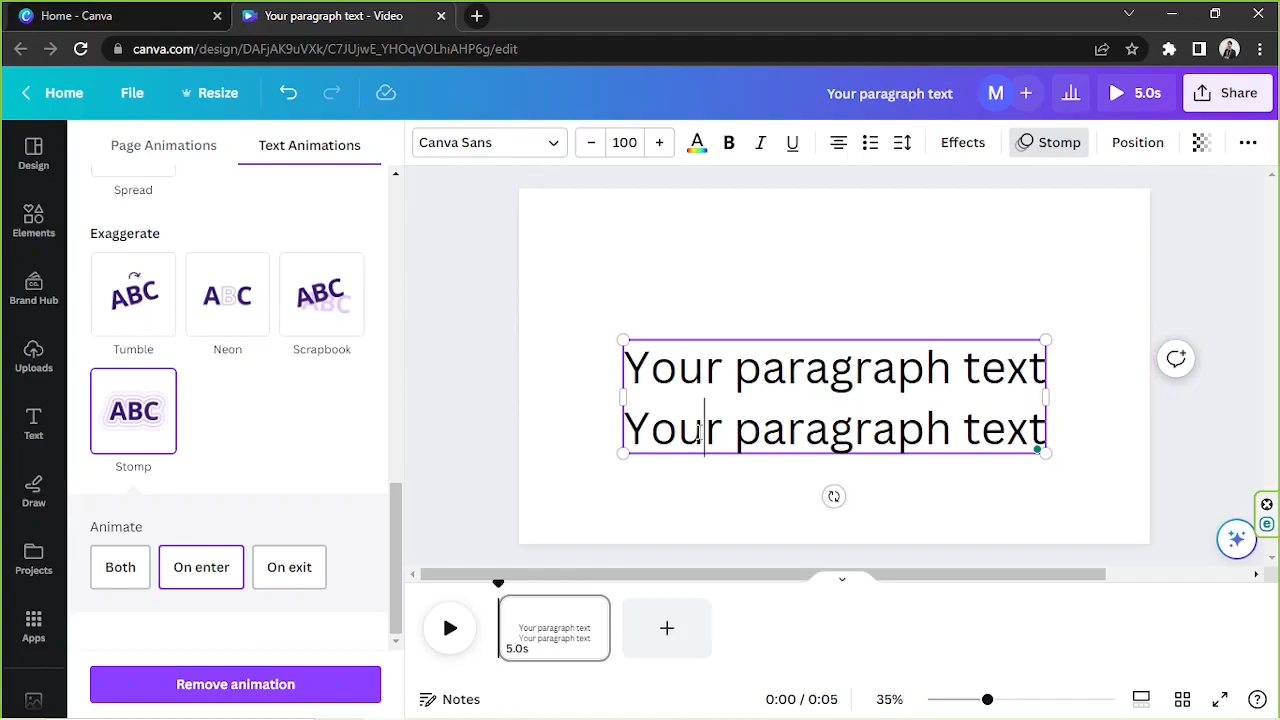 Home - Canva
Your paragraph text - Video
canva.com/design/DAFjAK9uVXk/C7JUjwE_YHOqVOLhiAHP6g/edit
Home
File
Resize
Your paragraph text
M
5.0s
Share
Design
Elements
Brand Hub
Uploads
Text
Draw
Projects
Apps
Page Animations
Text Animations
Spread
Exaggerate
ABC
ABC
ABC
Tumble
Neon
Scrapbook
ABC
Stomp
Animate
Both
On enter
On exit
Remove animation
Canva Sans
100
A
B
I
U
Effects
Stomp
Position
Your paragraph text
Your paragraph text
Your paragraph text
Your paragraph text
5.0s
Notes
0:00 / 0:05
35%